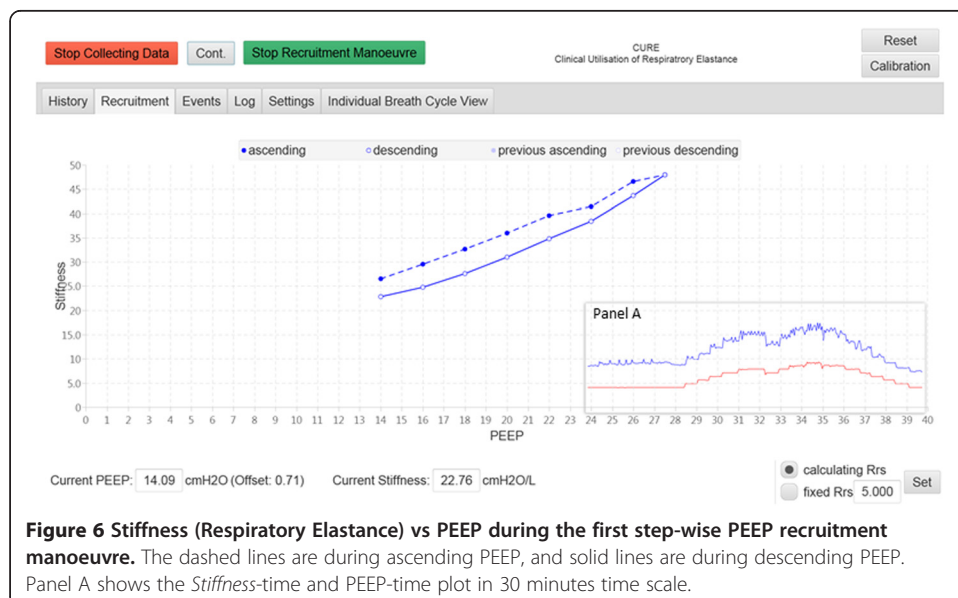 Stop Collecting Data Cont. Stop Recruitment Manoeuvre
CURE
Clinical Utilisation of Respiratrory Elastance
Reset
Calibration
History Recruitment Events Log Settings Individual Breath Cycle View
ascending descending previous ascending previous descending
Stiffness
50
45
40
35
30
25
20
15.0
10
5.0
0
Panel A
0 1 2 3 4 5 6 7 8 9 10 11 12 13 14 15 16 17 18 19 20 21 22 23 24 25 26 27 28 29 30 31 32 33 34 35 36 37 38 39 40
PEEP
Current PEEP: 14.09 cmH2O (Offset: 0.71) Current Stiffness: 22.76 cmH2O/L
calculating Rrs
fixed Rrs 5.000 Set
Figure 6 Stiffness (Respiratory Elastance) vs PEEP during the first step-wise PEEP recruitment
manoeuvre. The dashed lines are during ascending PEEP, and solid lines are during descending PEEP.
Panel A shows the Stiffness-time and PEEP-time plot in 30 minutes time scale.